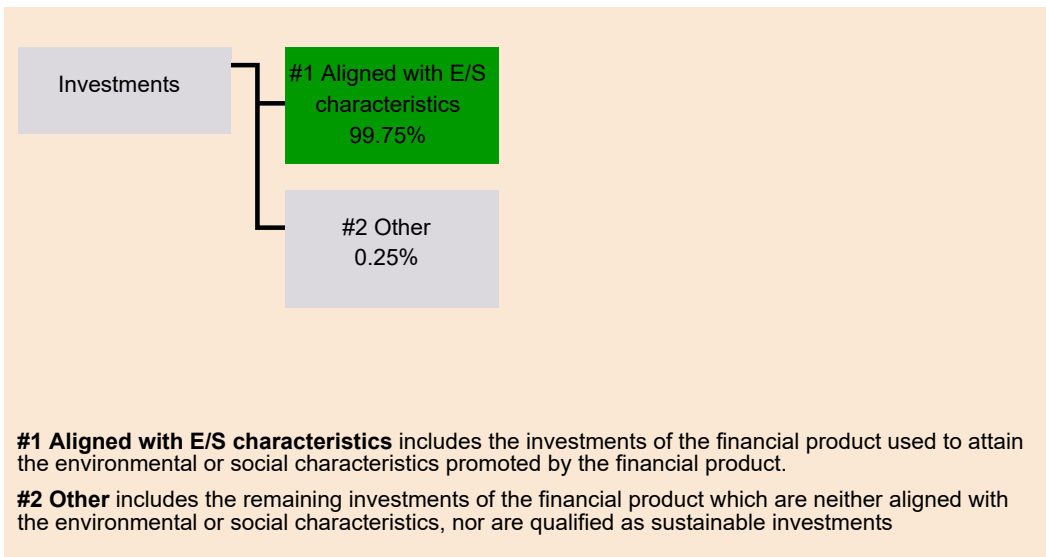 Investments
#1 Aligned with E/S
characteristics
99.75%
#2 Other
0.25%
#1 Aligned with E/S characteristics includes the investments of the financial product used to attain
the environmental or social characteristics promoted by the financial product.
#2 Other includes the remaining investments of the financial product which are neither aligned with
the environmental or social characteristics, nor are qualified as sustainable investments